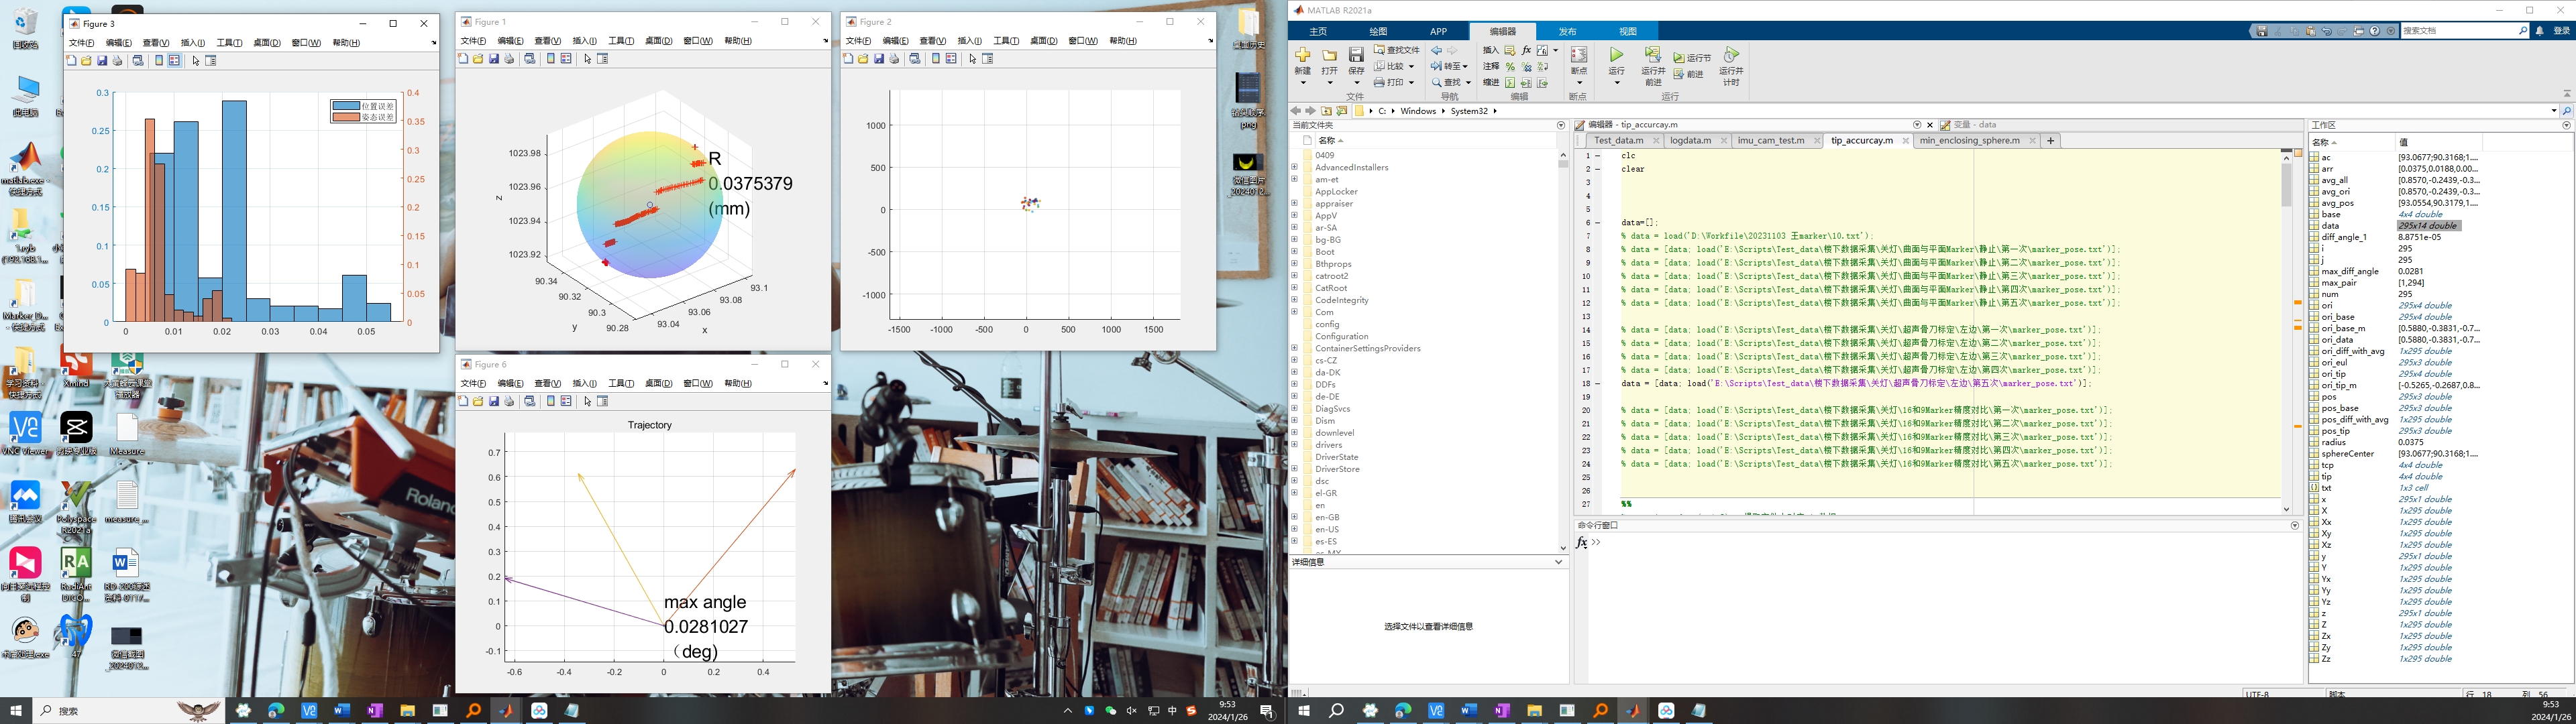 Figure 3
文件(F) 编辑(E) 查看(V) 插入(I) 工具(T) 桌面(D) 窗口(W) 帮助(H)
位置误差
姿态误差
0.3
0.25
0.2
0.15
0.1
0.05
0
0.4
0.35
0.3
0.25
0.2
0.15
0.1
0.05
0
0 0.01 0.02 0.03 0.04 0.05
Figure 1
文件(F) 编辑(E) 查看(V) 插入(I) 工具(T) 桌面(D) 窗口(W) 帮助(H)
1023.98
1023.96
1023.94
1023.92
z
90.34
90.32
90.3
90.28
y
93.04
93.06
93.08
93.1
x
R
0.0375379
(mm)
Figure 2
文件(F) 编辑(E) 查看(V) 插入(I) 工具(T) 桌面(D) 窗口(W) 帮助(H)
1000
500
0
-500
-1000
-1500 -1000 -500 0 500 1000 1500
Figure 6
文件(F) 编辑(E) 查看(V) 插入(I) 工具(T) 桌面(D) 窗口(W) 帮助(H)
Trajectory
0.7
0.6
0.5
0.4
0.3
0.2
0.1
0
-0.1
-0.6 -0.4 -0.2 0 0.2 0.4
max angle
0.0281027
（deg)
回收站
此电脑
VNC Viewer
Xmind
Measure
腾讯会议
Polyspace R2021a
measure_...
Roland
搜索
9:53
2024/1/26
MATLAB R2021a
主页 绘图 APP 编辑器 发布 视图
搜索文档
登录
新建 打开 保存 查找文件 比较 打印 转至 查找 插入 注释 缩进 断点 运行 运行并前进 运行节 前进 运行并计时
文件 导航 编辑 断点 运行
C: Windows System32
当前文件夹
名称
0409
AdvancedInstallers
am-et
AppLocker
appraiser
AppV
ar-SA
bg-BG
Boot
Bthprops
catroot2
CatRoot
CodeIntegrity
Com
config
Configuration
ContainerSettingsProviders
cs-CZ
da-DK
DDFs
de-DE
DiagSvcs
Dism
downlevel
drivers
DriverState
DriverStore
dsc
el-GR
en
en-GB
en-US
es-ES
es-MX
详细信息
选择文件以查看详细信息
编辑器 - tip_accurcay.m
变量 - data
Test_data.m logdata.m imu_cam_test.m tip_accurcay.m min_enclosing_sphere.m
1 clc
2 clear
3
4
5
6 data=[];
7 % data = load('D:\Workfile\20231103 王marker\10.txt');
8 % data = [data; load('E:\Scripts\Test_data\楼下数据采集\关灯\曲面与平面Marker\静止\第一次\marker_pose.txt')];
9 % data = [data; load('E:\Scripts\Test_data\楼下数据采集\关灯\曲面与平面Marker\静止\第二次\marker_pose.txt')];
10 % data = [data; load('E:\Scripts\Test_data\楼下数据采集\关灯\曲面与平面Marker\静止\第三次\marker_pose.txt')];
11 % data = [data; load('E:\Scripts\Test_data\楼下数据采集\关灯\曲面与平面Marker\静止\第四次\marker_pose.txt')];
12 % data = [data; load('E:\Scripts\Test_data\楼下数据采集\关灯\曲面与平面Marker\静止\第五次\marker_pose.txt')];
13
14 % data = [data; load('E:\Scripts\Test_data\楼下数据采集\关灯\超声骨刀标定\左边\第一次\marker_pose.txt')];
15 % data = [data; load('E:\Scripts\Test_data\楼下数据采集\关灯\超声骨刀标定\左边\第二次\marker_pose.txt')];
16 % data = [data; load('E:\Scripts\Test_data\楼下数据采集\关灯\超声骨刀标定\左边\第三次\marker_pose.txt')];
17 % data = [data; load('E:\Scripts\Test_data\楼下数据采集\关灯\超声骨刀标定\左边\第四次\marker_pose.txt')];
18 data = [data; load('E:\Scripts\Test_data\楼下数据采集\关灯\超声骨刀标定\左边\第五次\marker_pose.txt')];
19
20 % data = [data; load('E:\Scripts\Test_data\楼下数据采集\关灯\16和9Marker精度对比\第一次\marker_pose.txt')];
21 % data = [data; load('E:\Scripts\Test_data\楼下数据采集\关灯\16和9Marker精度对比\第二次\marker_pose.txt')];
22 % data = [data; load('E:\Scripts\Test_data\楼下数据采集\关灯\16和9Marker精度对比\第三次\marker_pose.txt')];
23 % data = [data; load('E:\Scripts\Test_data\楼下数据采集\关灯\16和9Marker精度对比\第四次\marker_pose.txt')];
24 % data = [data; load('E:\Scripts\Test_data\楼下数据采集\关灯\16和9Marker精度对比\第五次\marker_pose.txt')];
25
26
27 %%
命令行窗口
fx >>
工作区
名称 值
ac [93.0677;90.3168;1....
arr [0.0375,0.0188,0.00...
avg_all [0.8570,-0.2439,-0.3...
avg_ori [0.8570,-0.2439,-0.3...
avg_pos [93.0554,90.3179,1....
base 4x4 double
data 295x14 double
diff_angle_1 8.8751e-05
i 295
j 295
max_diff_angle 0.0281
max_pair [1,294]
num 295
ori 295x4 double
ori_base 295x4 double
ori_base_m [0.5880,-0.3831,-0.7...
ori_data [0.5880,-0.3831,-0.7...
ori_diff_with_avg 1x295 double
ori_eul 295x3 double
ori_tip 295x4 double
ori_tip_m [-0.5265,-0.2687,0.8...
pos 295x3 double
pos_base 295x3 double
pos_diff_with_avg 1x295 double
pos_tip 295x3 double
radius 0.0375
sphereCenter [93.0677;90.3168;1....
tcp 4x4 double
tip 4x4 double
txt 1x3 cell
x 295x1 double
X 1x295 double
Xx 1x295 double
Xy 1x295 double
Xz 1x295 double
y 295x1 double
Y 1x295 double
Yx 1x295 double
Yy 1x295 double
Yz 1x295 double
z 295x1 double
Z 1x295 double
Zx 1x295 double
Zy 1x295 double
Zz 1x295 double
UTF-8 脚本 行 18 列 56
9:53
2024/1/26